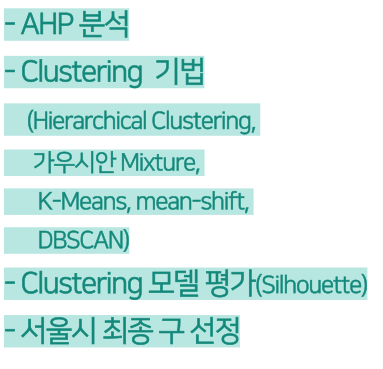 - AHP 분석
- Clustering 기법
(Hierarchical Clustering,
가우시안 Mixture,
K-Means, mean-shift,
DBSCAN)
- Clustering 모델 평가(Silhouette)
- 서울시 최종 구 선정